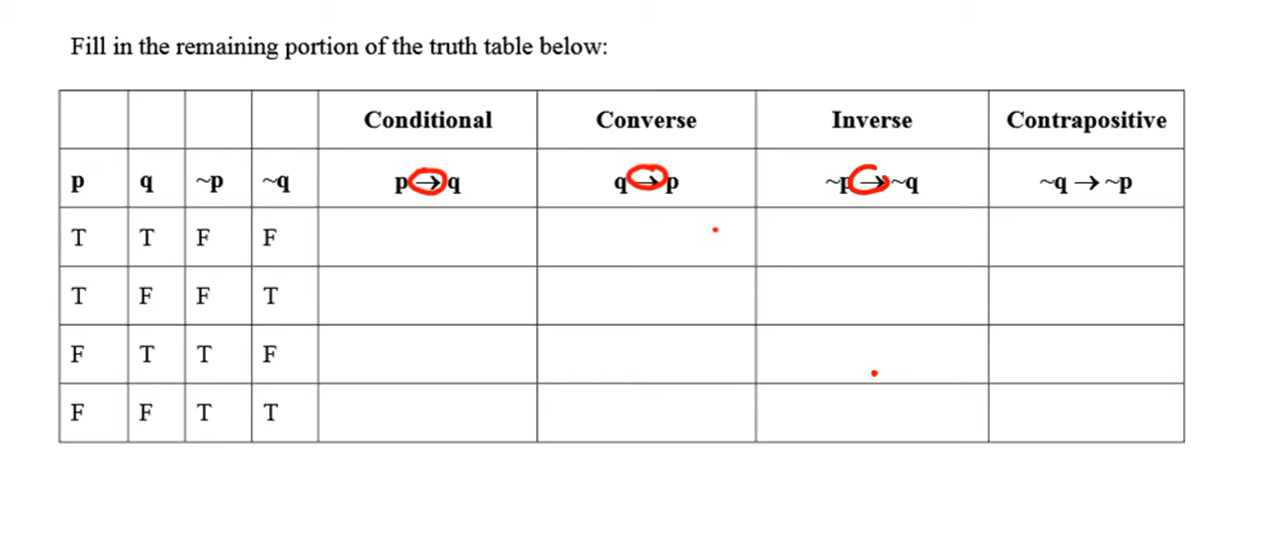 Fill in the remaining portion of the truth table below:
Conditional Converse Inverse Contrapositive
p q ~p ~q p→q q→p ~p→~q ~q→~p
T T F F
T F F T
F T T F
F F T T